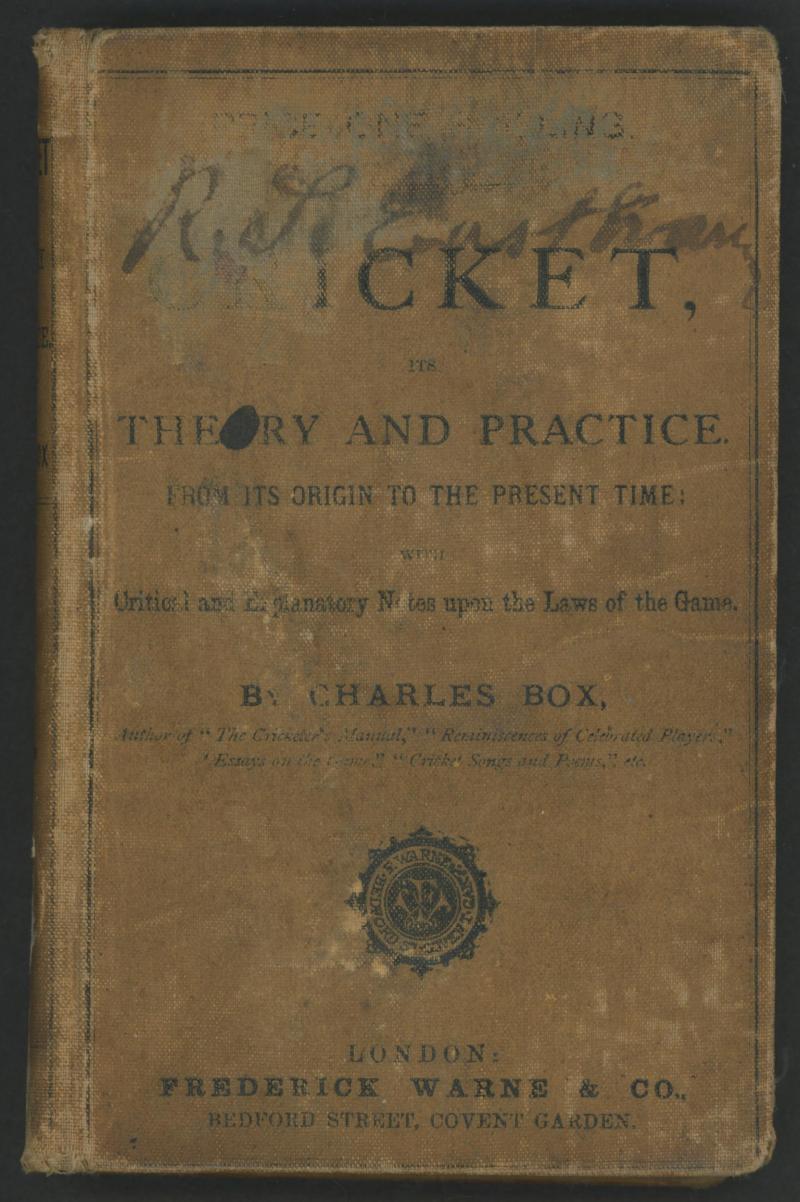 PRICE ONE SHILLING.
R. S. Eastham
CRICKET,
ITS
THEORY AND PRACTICE.
FROM ITS ORIGIN TO THE PRESENT TIME:
WITH
Critical and Explanatory Notes upon the Laws of the Game.
BY CHARLES BOX,
Author of "The Cricketer's Manual," "Reminiscences of Celebrated Players,"
"Essays on the Game," "Cricket Songs and Poems," etc.
F. WARNE
LONDON:
FREDERICK WARNE & CO.,
BEDFORD STREET, COVENT GARDEN.